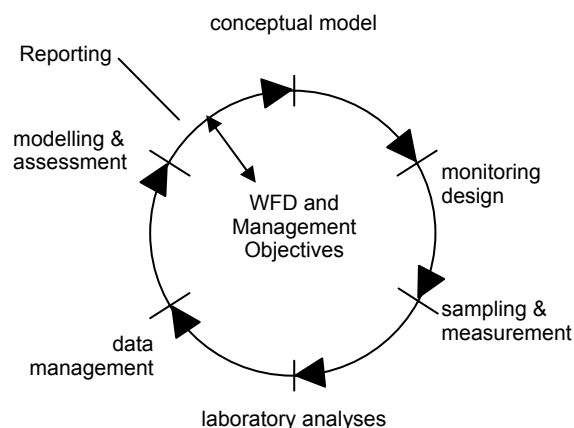 conceptual model
Reporting
modelling &
assessment
monitoring
design
WFD and
Management
Objectives
sampling &
measurement
data
management
laboratory analyses